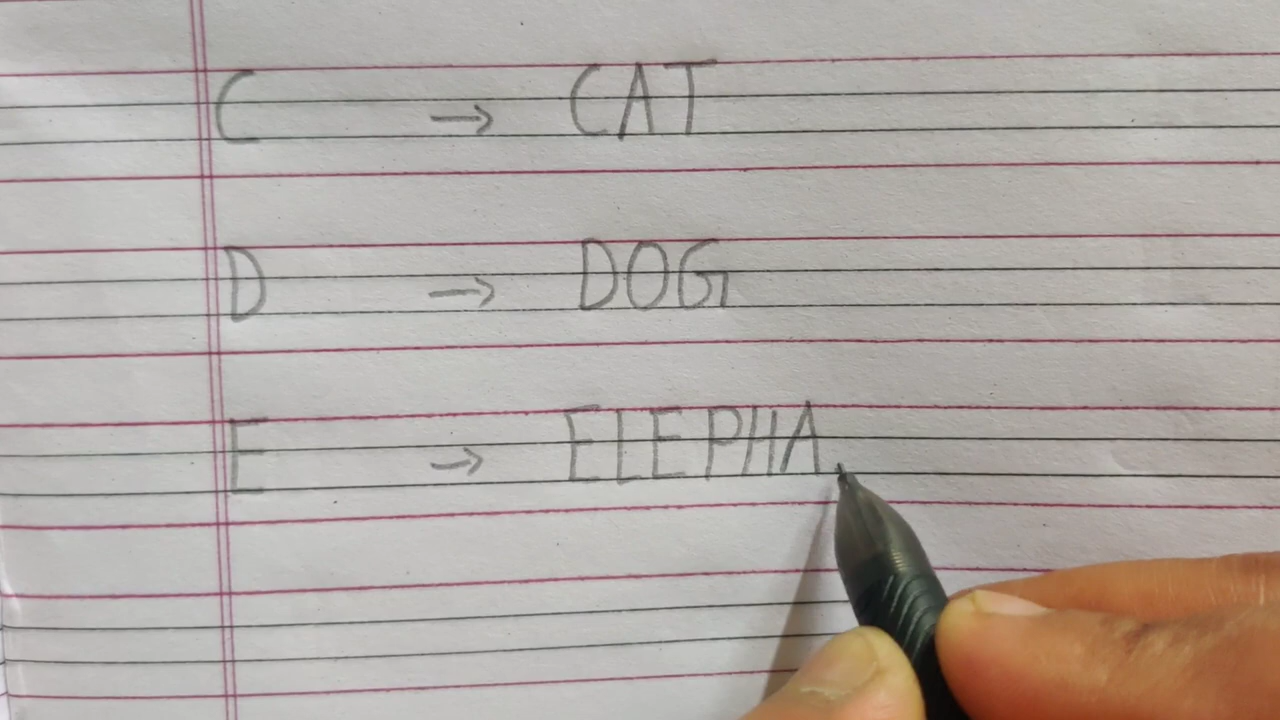 C → CAT
D → DOG
E → ELEPHA